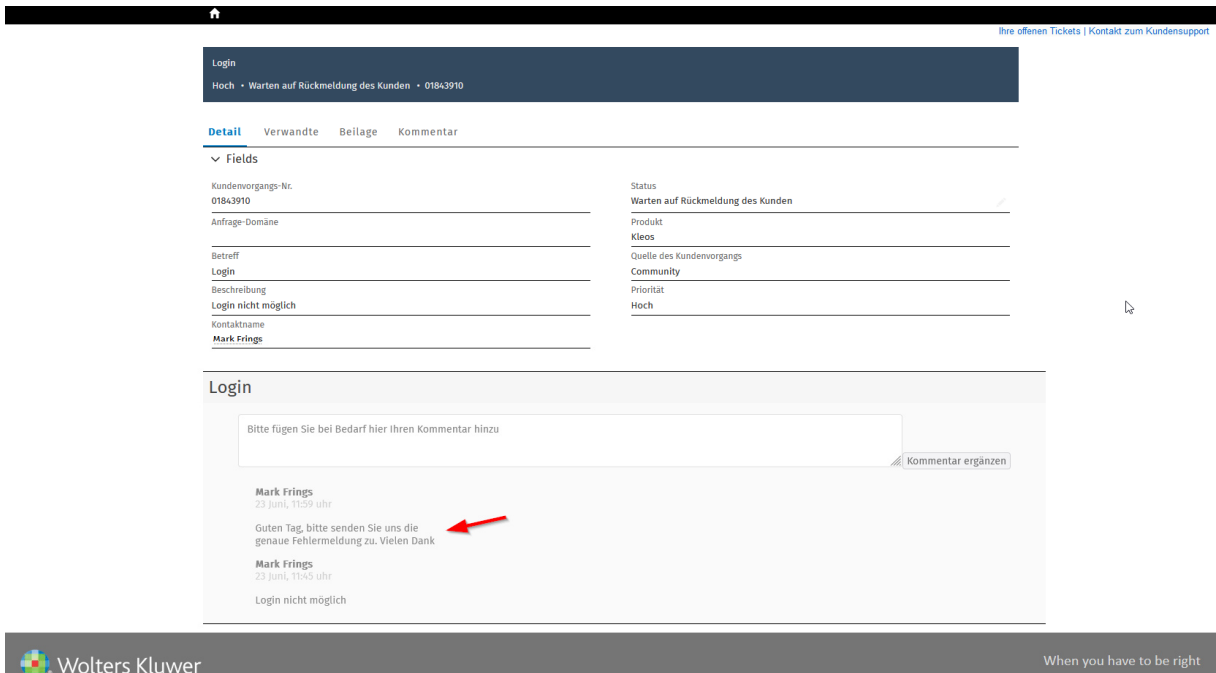 Ihre offenen Tickets | Kontakt zum Kundensupport
Login
Hoch • Warten auf Rückmeldung des Kunden • 01843910
Detail Verwandte Beilage Kommentar
Fields
Kundenvorgangs-Nr.
01843910
Status
Warten auf Rückmeldung des Kunden
Anfrage-Domäne
Produkt
Kleos
Betreff
Login
Quelle des Kundenvorgangs
Community
Beschreibung
Login nicht möglich
Priorität
Hoch
Kontaktname
Mark Frings
Login
Bitte fügen Sie bei Bedarf hier Ihren Kommentar hinzu
Kommentar ergänzen
Mark Frings
23 Juni, 11:59 uhr
Guten Tag, bitte senden Sie uns die
genaue Fehlermeldung zu. Vielen Dank
Mark Frings
23 Juni, 11:45 uhr
Login nicht möglich
Wolters Kluwer
When you have to be right